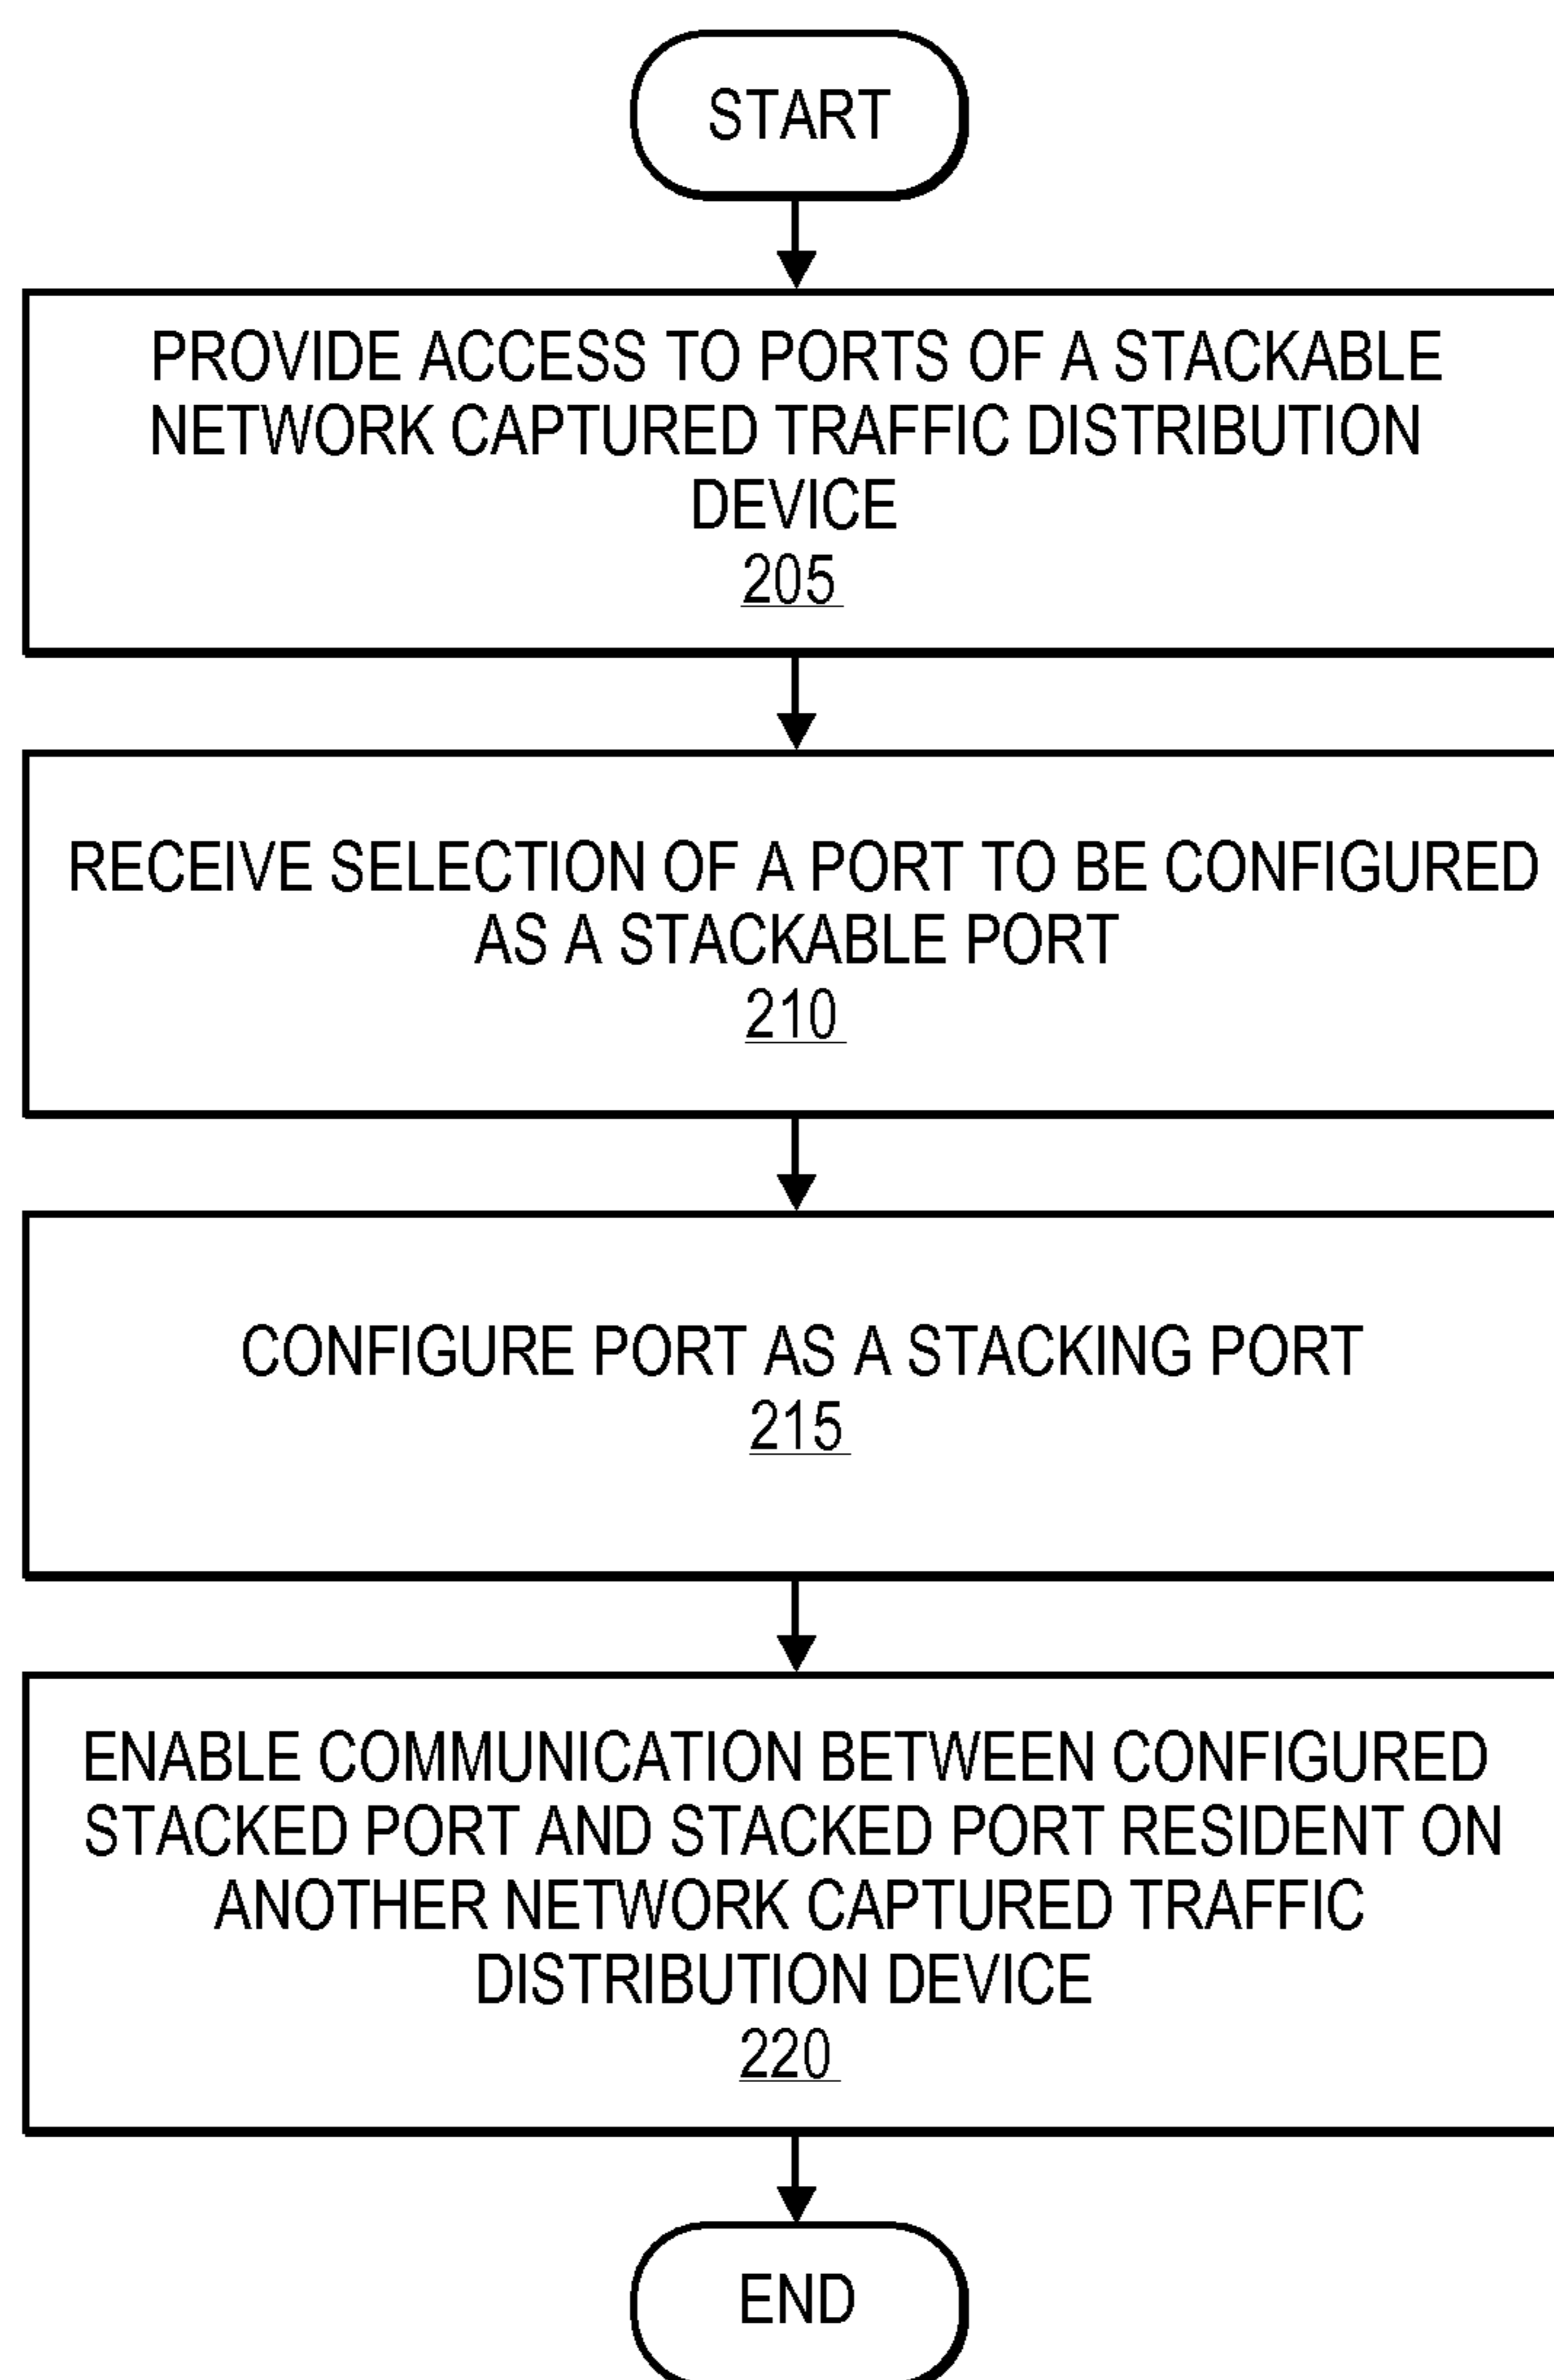 START
PROVIDE ACCESS TO PORTS OF A STACKABLE
NETWORK CAPTURED TRAFFIC DISTRIBUTION
DEVICE
205
RECEIVE SELECTION OF A PORT TO BE CONFIGURED
AS A STACKABLE PORT
210
CONFIGURE PORT AS A STACKING PORT
215
ENABLE COMMUNICATION BETWEEN CONFIGURED
STACKED PORT AND STACKED PORT RESIDENT ON
ANOTHER NETWORK CAPTURED TRAFFIC
DISTRIBUTION DEVICE
220
END